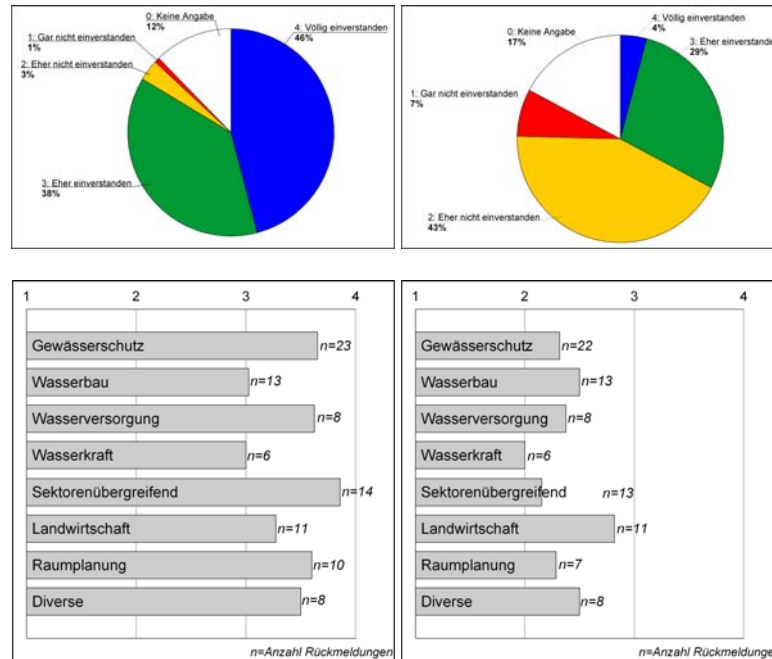 0: Keine Angabe
12%
4: Völlig einverstanden
46%
1: Gar nicht einverstanden
1%
2: Eher nicht einverstanden
3%
3: Eher einverstanden
38%
0: Keine Angabe
17%
4: Völlig einverstanden
4%
3: Eher einverstanden
29%
1: Gar nicht einverstanden
7%
2: Eher nicht einverstanden
43%
1 2 3 4
Gewässerschutz n=23
Wasserbau n=13
Wasserversorgung n=8
Wasserkraft n=6
Sektorenübergreifend n=14
Landwirtschaft n=11
Raumplanung n=10
Diverse n=8
n=Anzahl Rückmeldungen
1 2 3 4
Gewässerschutz n=22
Wasserbau n=13
Wasserversorgung n=8
Wasserkraft n=6
Sektorenübergreifend n=13
Landwirtschaft n=11
Raumplanung n=7
Diverse n=8
n=Anzahl Rückmeldungen